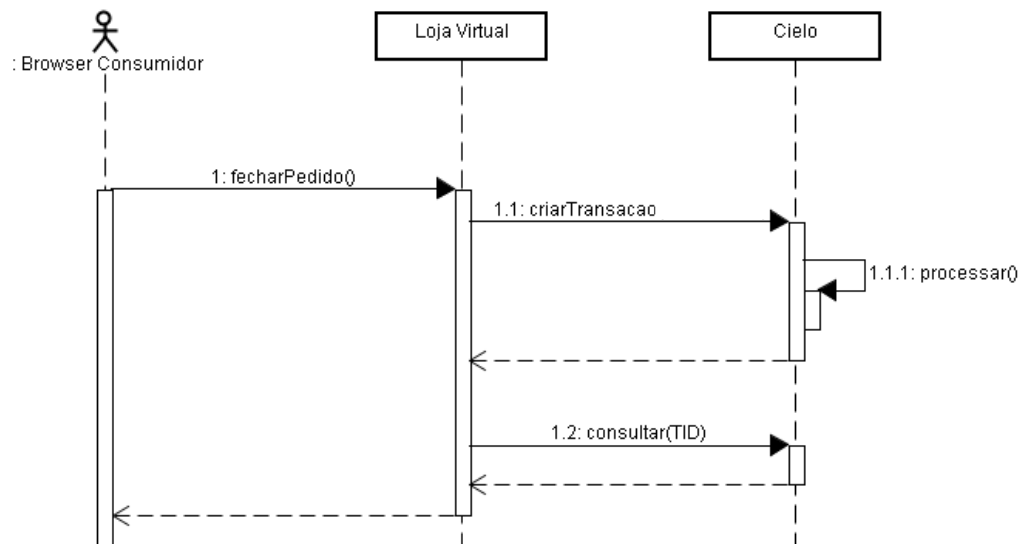 Loja Virtual
Cielo
: Browser Consumidor
1: fecharPedido()
1.1: criarTransacao
1.1.1: processar()
1.2: consultar(TID)